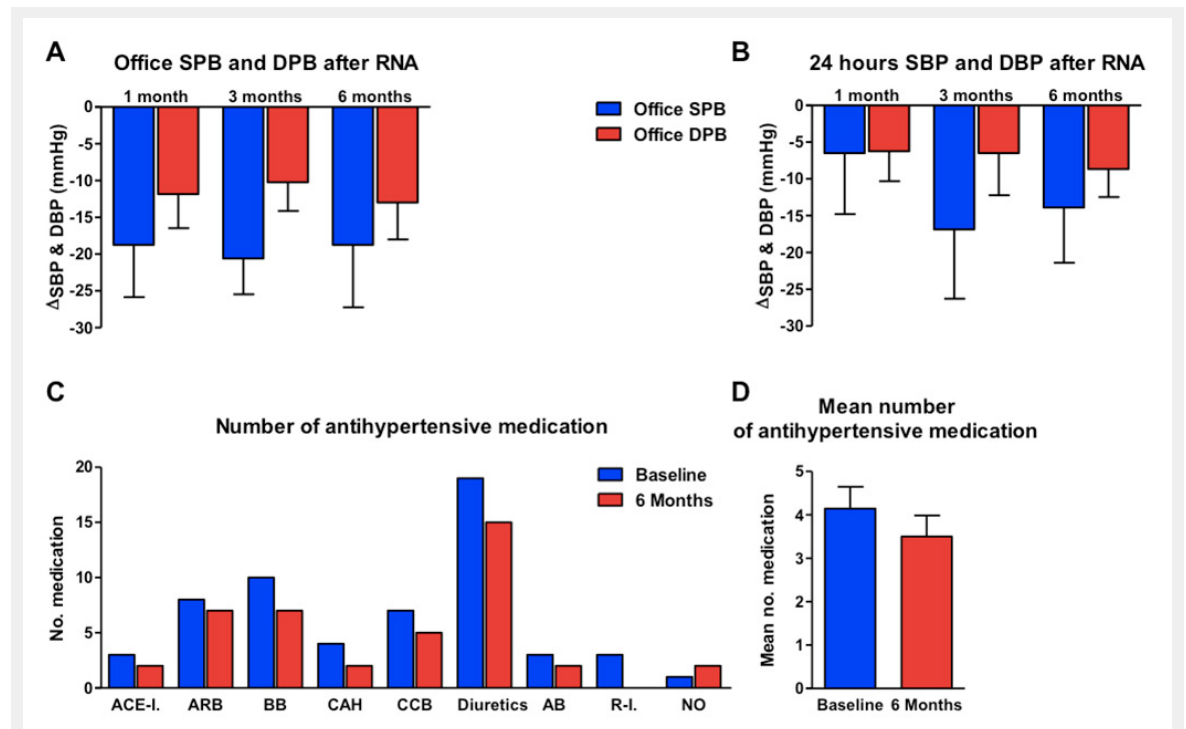 A
Office SPB and DPB after RNA
1 month 3 months 6 months
0
-5
-10
-15
-20
-25
-30
ΔSBP & DBP (mmHg)
Office SPB
Office DPB
B
24 hours SBP and DBP after RNA
1 month 3 months 6 months
0
-5
-10
-15
-20
-25
-30
ΔSBP & DBP (mmHg)
C
Number of antihypertensive medication
20
15
10
5
0
No. medication
Baseline
6 Months
ACE-I. ARB BB CAH CCB Diuretics AB R-I. NO
D
Mean number
of antihypertensive medication
5
4
3
2
1
0
Mean no. medication
Baseline 6 Months